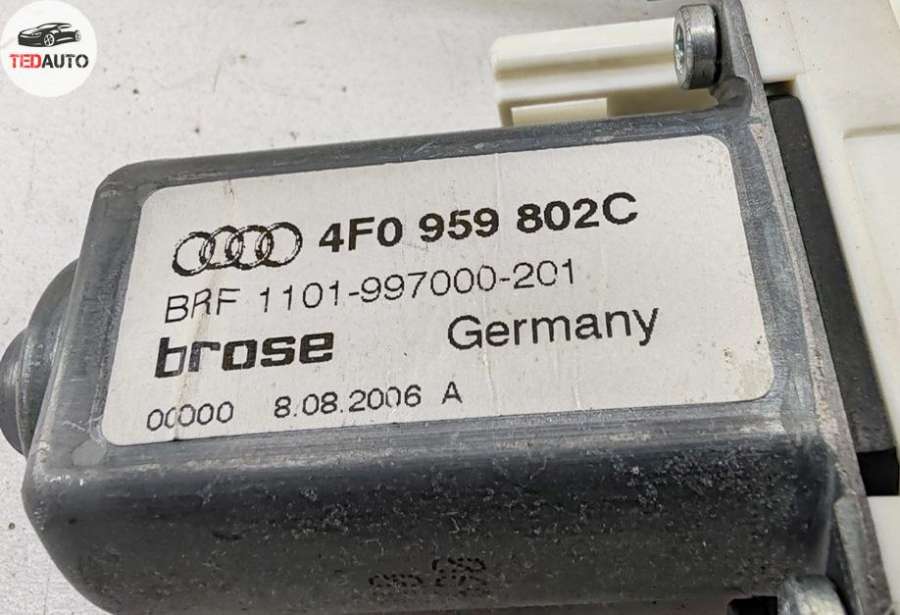 TEDAUTO
4F0 959 802C
BRF 1101-997000-201
brose Germany
00000 8.08.2006 A